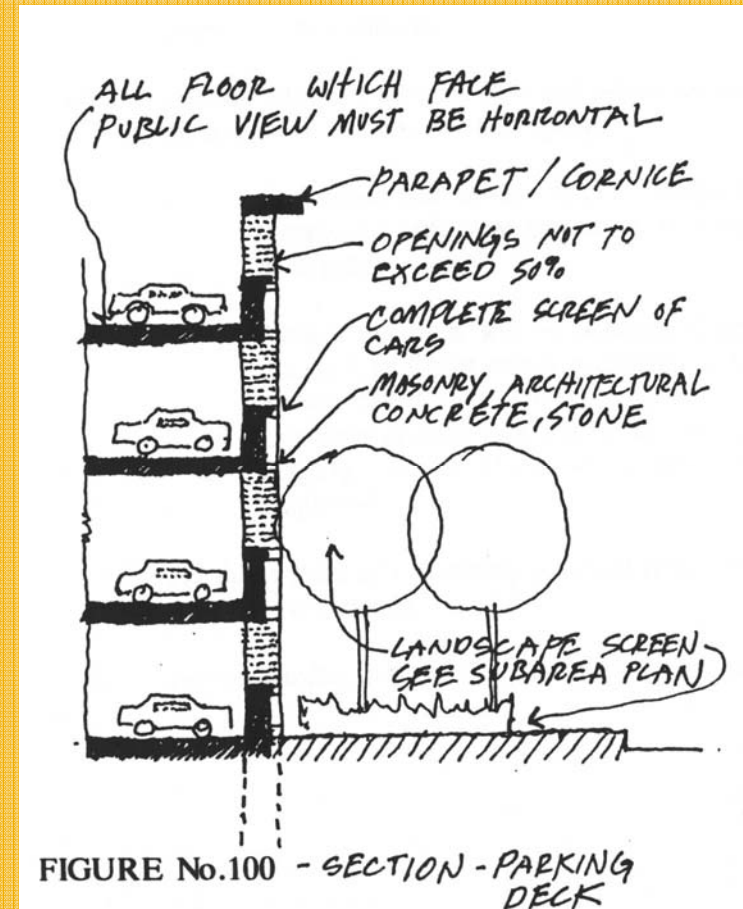 ALL FLOOR WHICH FACE
PUBLIC VIEW MUST BE HORRZONTAL
PARAPET / CORNICE
OPENINGS NOT TO
EXCEED 50%
COMPLETE SCREEN OF
CARS
MASONRY, ARCHITECTURAL
CONCRETE, STONE
LANDSCAPE SCREEN
SEE SUBAREA PLAN
FIGURE No.100 - SECTION - PARKING
DECK